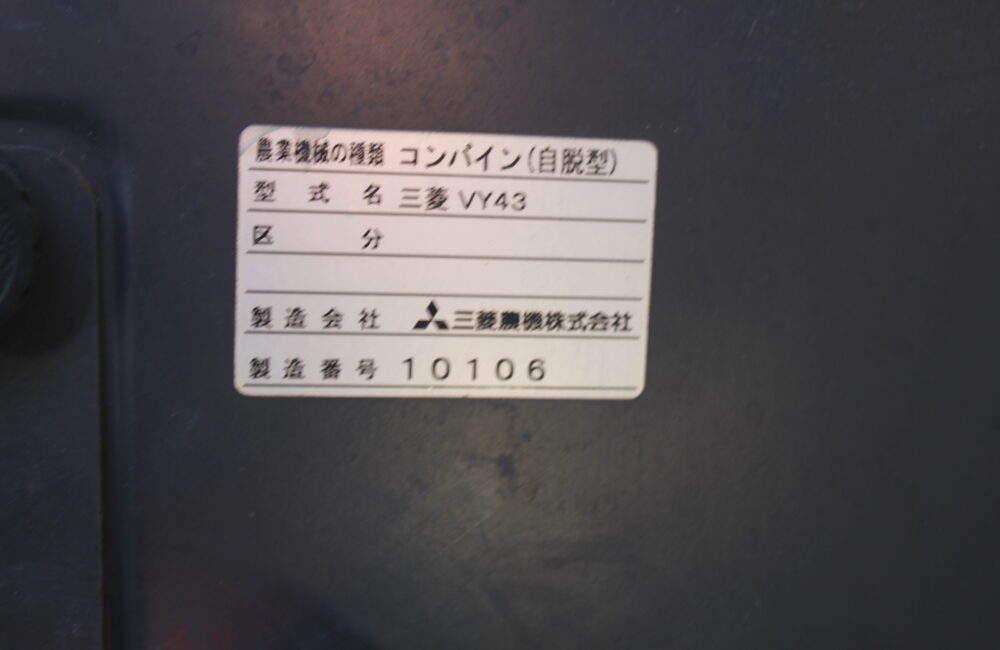 農業機械の種類 コンバイン(自脱型)
型式名 三菱 VY43
区分
製造会社 三菱農機株式会社
製造番号 10106